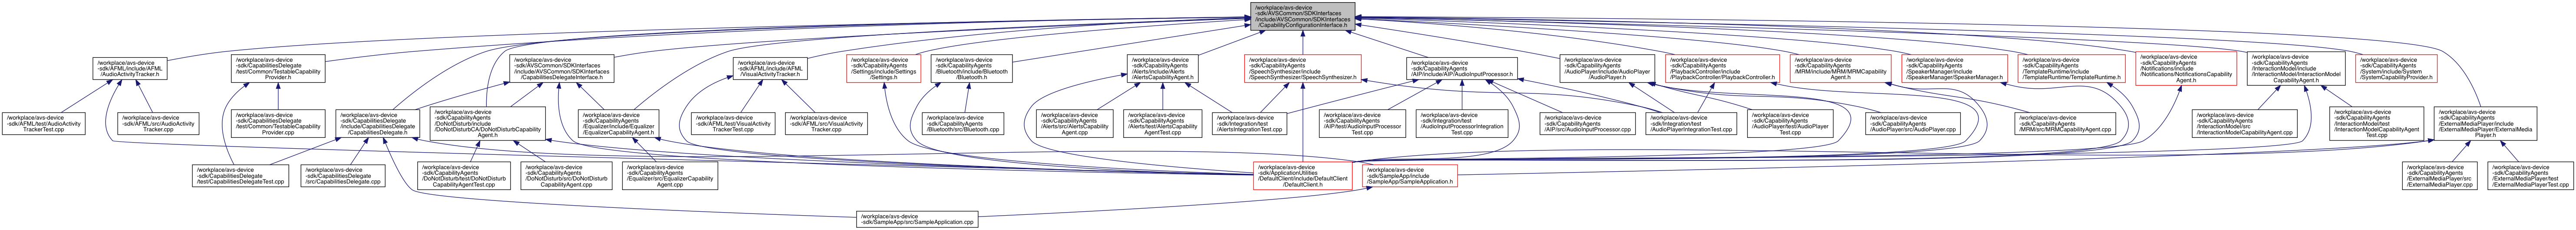 /workplace/avs-device
-sdk/AVSCommon/SDKInterfaces
/include/AVSCommon/SDKInterfaces
/CapabilityConfigurationInterface.h
/workplace/avs-device
-sdk/AFML/include/AFML
/AudioActivityTracker.h
/workplace/avs-device
-sdk/CapabilitiesDelegate
/test/Common/TestableCapability
Provider.h
/workplace/avs-device
-sdk/AVSCommon/SDKInterfaces
/include/AVSCommon/SDKInterfaces
/CapabilitiesDelegateInterface.h
/workplace/avs-device
-sdk/AFML/include/AFML
/VisualActivityTracker.h
/workplace/avs-device
-sdk/CapabilityAgents
/Settings/include/Settings
/Settings.h
/workplace/avs-device
-sdk/CapabilityAgents
/Bluetooth/include/Bluetooth
/Bluetooth.h
/workplace/avs-device
-sdk/CapabilityAgents
/Alerts/include/Alerts
/AlertsCapabilityAgent.h
/workplace/avs-device
-sdk/CapabilityAgents
/SpeechSynthesizer/include
/SpeechSynthesizer/SpeechSynthesizer.h
/workplace/avs-device
-sdk/CapabilityAgents
/AIP/include/AIP/AudioInputProcessor.h
/workplace/avs-device
-sdk/CapabilityAgents
/AudioPlayer/include/AudioPlayer
/AudioPlayer.h
/workplace/avs-device
-sdk/CapabilityAgents
/PlaybackController/include
/PlaybackController/PlaybackController.h
/workplace/avs-device
-sdk/CapabilityAgents
/MRM/include/MRM/MRMCapability
Agent.h
/workplace/avs-device
-sdk/CapabilityAgents
/SpeakerManager/include
/SpeakerManager/SpeakerManager.h
/workplace/avs-device
-sdk/CapabilityAgents
/TemplateRuntime/include
/TemplateRuntime/TemplateRuntime.h
/workplace/avs-device
-sdk/CapabilityAgents
/Notifications/include
/Notifications/NotificationsCapability
Agent.h
/workplace/avs-device
-sdk/CapabilityAgents
/InteractionModel/include
/InteractionModel/InteractionModel
CapabilityAgent.h
/workplace/avs-device
-sdk/CapabilityAgents
/System/include/System
/SystemCapabilityProvider.h
/workplace/avs-device
-sdk/AFML/test/AudioActivity
TrackerTest.cpp
/workplace/avs-device
-sdk/AFML/src/AudioActivity
Tracker.cpp
/workplace/avs-device
-sdk/CapabilitiesDelegate
/test/Common/TestableCapability
Provider.cpp
/workplace/avs-device
-sdk/CapabilitiesDelegate
/include/CapabilitiesDelegate
/CapabilitiesDelegate.h
/workplace/avs-device
-sdk/CapabilityAgents
/DoNotDisturb/include
/DoNotDisturbCA/DoNotDisturbCapability
Agent.h
/workplace/avs-device
-sdk/CapabilityAgents
/Equalizer/include/Equalizer
/EqualizerCapabilityAgent.h
/workplace/avs-device
-sdk/AFML/test/VisualActivity
TrackerTest.cpp
/workplace/avs-device
-sdk/AFML/src/VisualActivity
Tracker.cpp
/workplace/avs-device
-sdk/CapabilityAgents
/Bluetooth/src/Bluetooth.cpp
/workplace/avs-device
-sdk/CapabilityAgents
/Alerts/src/AlertsCapability
Agent.cpp
/workplace/avs-device
-sdk/CapabilityAgents
/Alerts/test/AlertsCapability
AgentTest.cpp
/workplace/avs-device
-sdk/Integration/test
/AlertsIntegrationTest.cpp
/workplace/avs-device
-sdk/CapabilityAgents
/AIP/test/AudioInputProcessor
Test.cpp
/workplace/avs-device
-sdk/Integration/test
/AudioInputProcessorIntegration
Test.cpp
/workplace/avs-device
-sdk/CapabilityAgents
/AIP/src/AudioInputProcessor.cpp
/workplace/avs-device
-sdk/Integration/test
/AudioPlayerIntegrationTest.cpp
/workplace/avs-device
-sdk/CapabilityAgents
/AudioPlayer/test/AudioPlayer
Test.cpp
/workplace/avs-device
-sdk/CapabilityAgents
/AudioPlayer/src/AudioPlayer.cpp
/workplace/avs-device
-sdk/CapabilityAgents
/MRM/src/MRMCapabilityAgent.cpp
/workplace/avs-device
-sdk/CapabilityAgents
/InteractionModel/src
/InteractionModelCapabilityAgent.cpp
/workplace/avs-device
-sdk/CapabilityAgents
/InteractionModel/test
/InteractionModelCapabilityAgent
Test.cpp
/workplace/avs-device
-sdk/CapabilityAgents
/ExternalMediaPlayer/include
/ExternalMediaPlayer/ExternalMedia
Player.h
/workplace/avs-device
-sdk/CapabilitiesDelegate
/test/CapabilitiesDelegateTest.cpp
/workplace/avs-device
-sdk/CapabilitiesDelegate
/src/CapabilitiesDelegate.cpp
/workplace/avs-device
-sdk/CapabilityAgents
/DoNotDisturb/test/DoNotDisturb
CapabilityAgentTest.cpp
/workplace/avs-device
-sdk/CapabilityAgents
/DoNotDisturb/src/DoNotDisturb
CapabilityAgent.cpp
/workplace/avs-device
-sdk/CapabilityAgents
/Equalizer/src/EqualizerCapability
Agent.cpp
/workplace/avs-device
-sdk/ApplicationUtilities
/DefaultClient/include/DefaultClient
/DefaultClient.h
/workplace/avs-device
-sdk/SampleApp/include
/SampleApp/SampleApplication.h
/workplace/avs-device
-sdk/CapabilityAgents
/ExternalMediaPlayer/src
/ExternalMediaPlayer.cpp
/workplace/avs-device
-sdk/CapabilityAgents
/ExternalMediaPlayer/test
/ExternalMediaPlayerTest.cpp
/workplace/avs-device
-sdk/SampleApp/src/SampleApplication.cpp